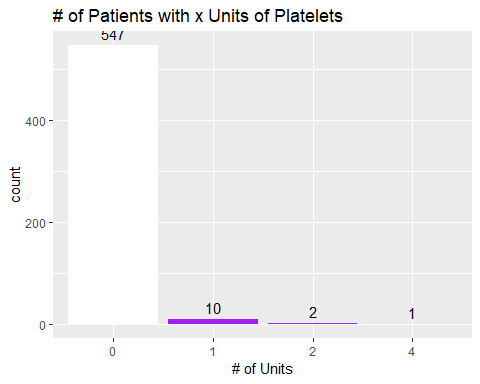 # of Patients with x Units of Platelets
547
400
200
0
10
2
1
count
0 1 2 4
# of Units